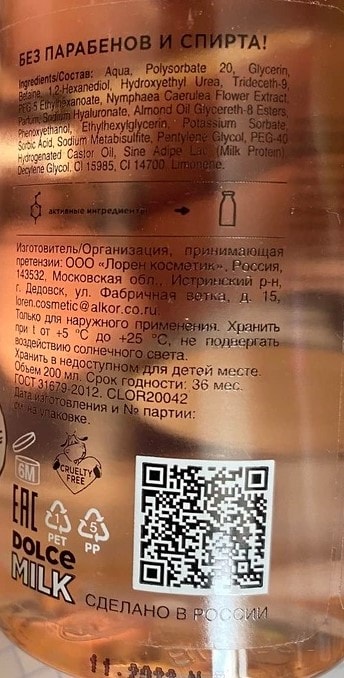 БЕЗ ПАРАБЕНОВ И СПИРТА!
Ingredients/Состав: Aqua, Polysorbate 20, Glycerin,
Betaine, 1,2-Hexanediol, Hydroxyethyl Urea, Trideceth-9,
PEG-5 Ethylhexanoate, Nymphaea Caerulea Flower Extract,
Parfum, Sodium Hyaluronate, Almond Oil Glycereth-8 Esters,
Phenoxyethanol, Ethylhexylglycerin, Potassium Sorbate,
Sorbic Acid, Sodium Metabisulfite, Pentylene Glycol, PEG-40
Hydrogenated Castor Oil, Sine Adipe Lac (Milk Protein)
Decylene Glycol, CI 15985, CI 14700, Limonene.
активные ингредиенты
Изготовитель/Организация, принимающая
претензии: ООО «Лорен косметик», Россия,
143532, Московская обл., Истринский р-н,
г. Дедовск, ул. Фабричная ветка, д. 15,
loren.cosmetic@alkor.co.ru.
Только для наружного применения. Хранить
при t от +5 °C до +25 °C, не подвергать
воздействию солнечного света.
Хранить в недоступном для детей месте.
Объем 200 мл. Срок годности: 36 мес.
ГОСТ 31679-2012. CLOR20042
Дата изготовления и № партии:
см. на упаковке.
6M
CRUELTY
FREE
EAC
1
PET
5
PP
DOLCE
MILK
СДЕЛАНО В РОССИИ
11.